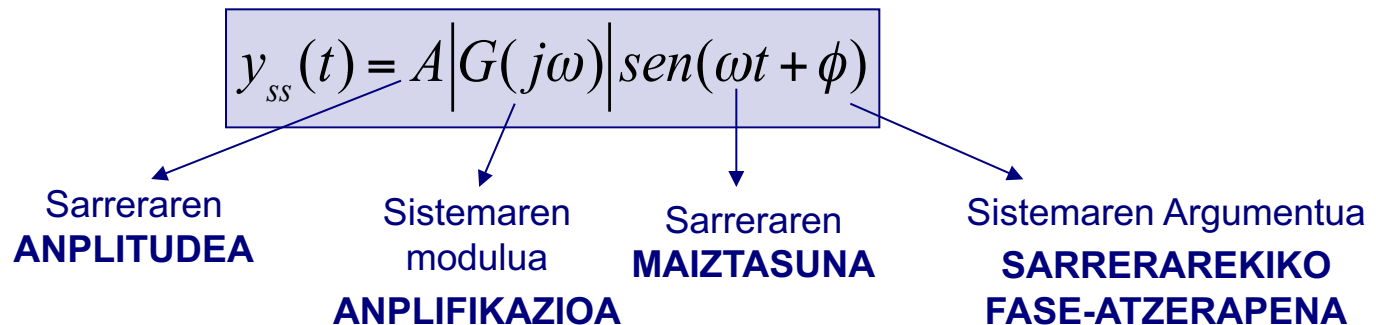 y_ss(t) = A|G(jω)|sen(ωt + ϕ)
Sarreraren
ANPLITUDEA
Sistemaren
modulua
ANPLIFIKAZIOA
Sarreraren
MAIZTASUNA
Sistemaren Argumentua
SARRERAREKIKO
FASE-ATZERAPENA